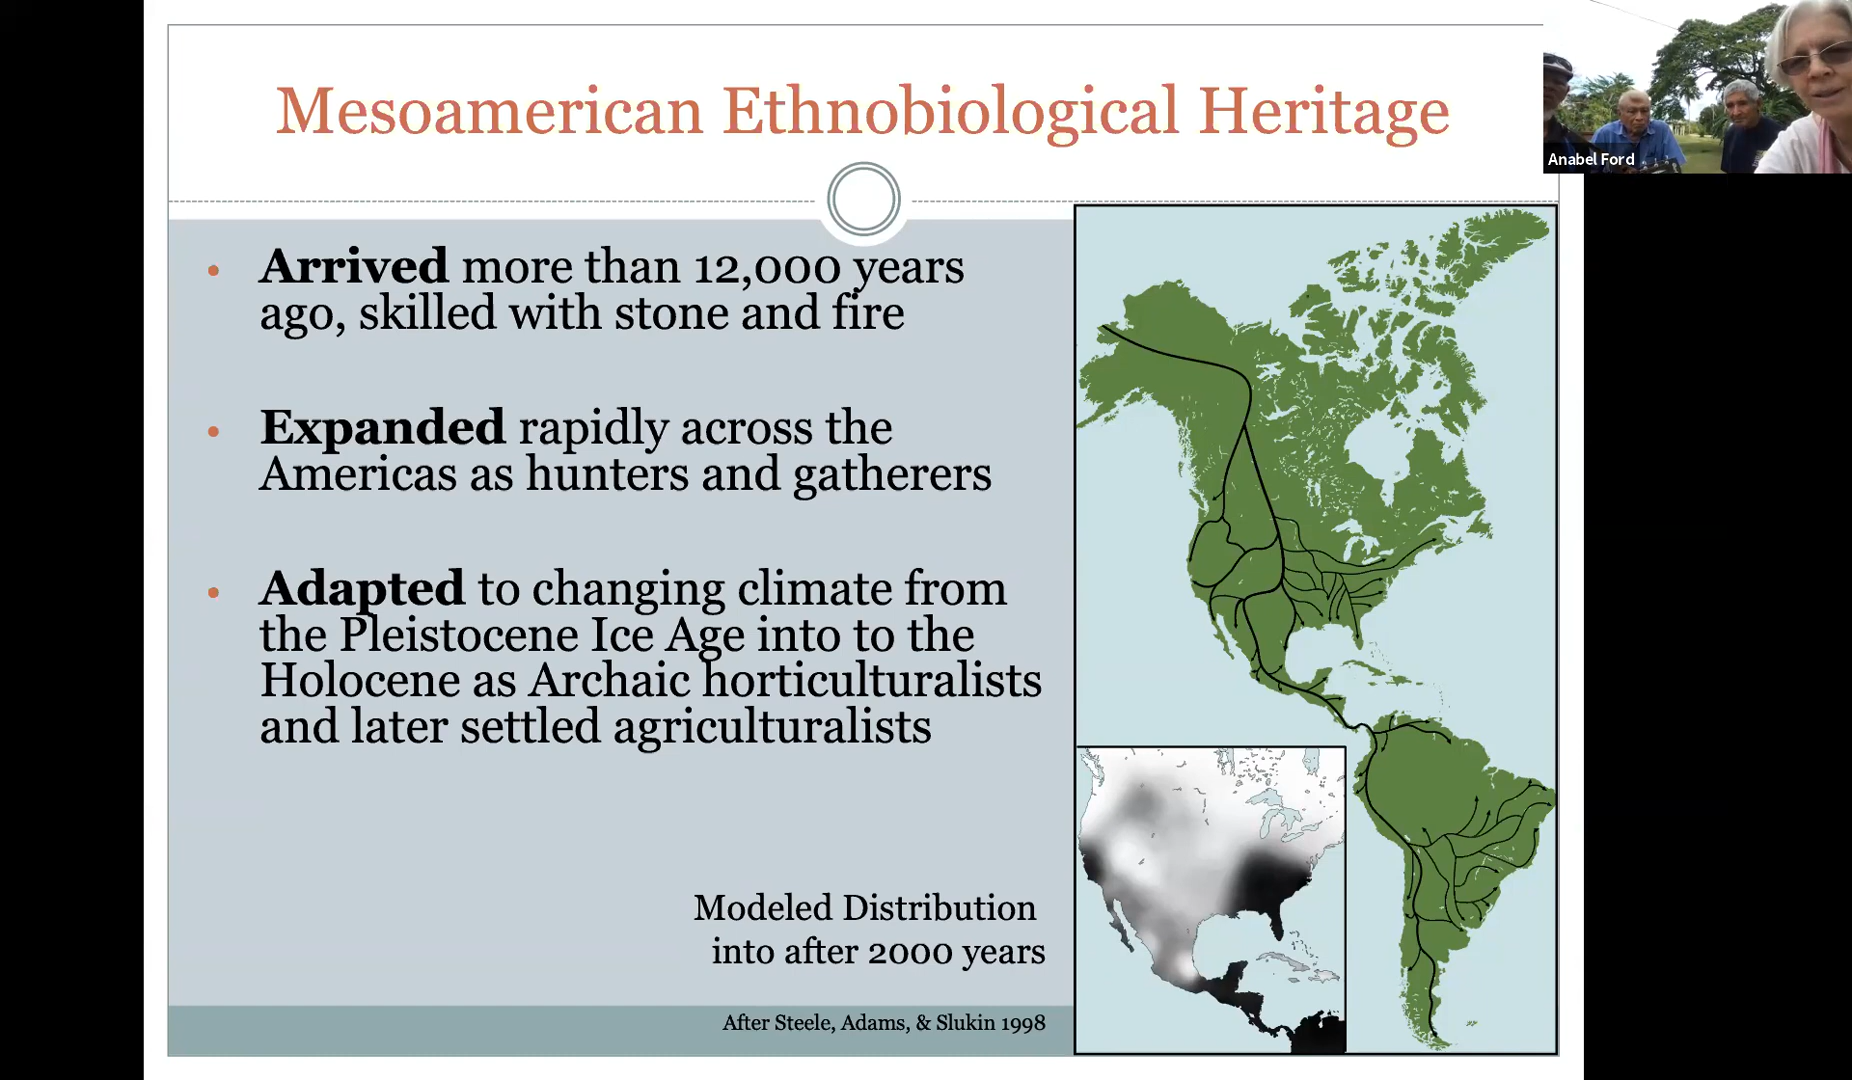 Mesoamerican Ethnobiological Heritage
Anabel Ford
• Arrived more than 12,000 years
ago, skilled with stone and fire
• Expanded rapidly across the
Americas as hunters and gatherers
• Adapted to changing climate from
the Pleistocene Ice Age into to the
Holocene as Archaic horticulturalists
and later settled agriculturalists
Modeled Distribution
into after 2000 years
After Steele, Adams, & Slukin 1998